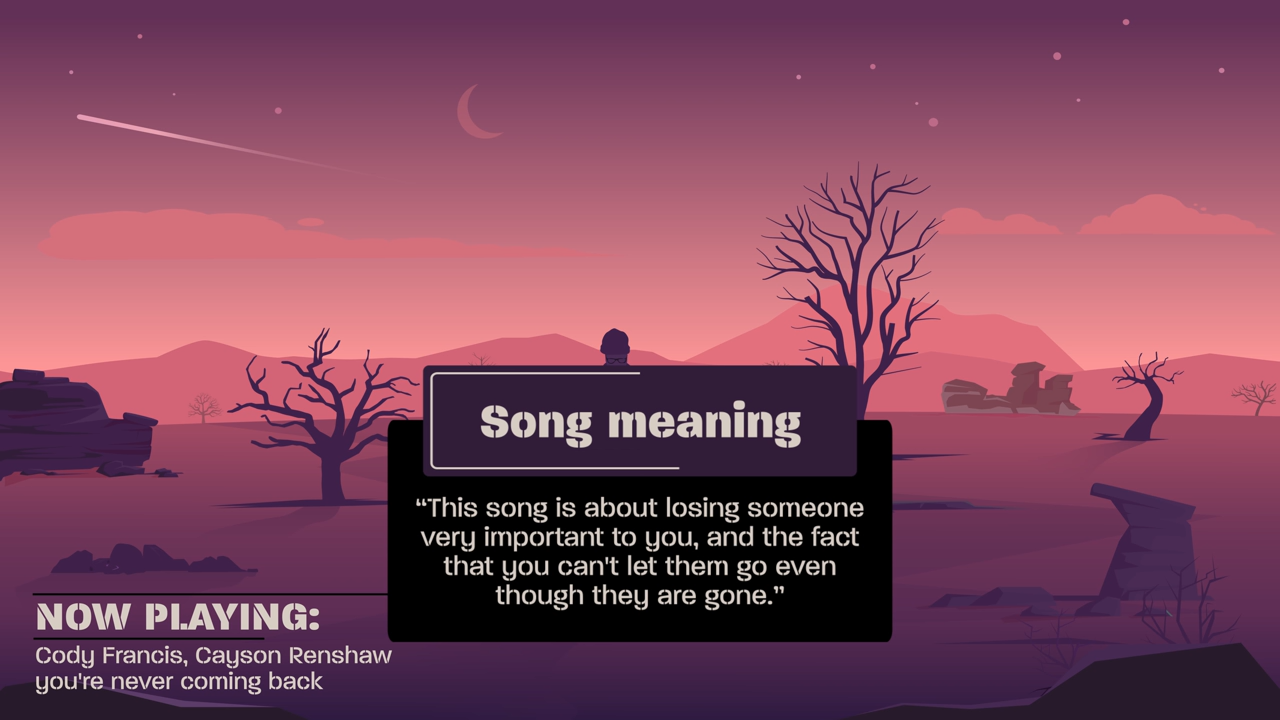 Song meaning
“This song is about losing someone
very important to you, and the fact
that you can't let them go even
though they are gone.”
NOW PLAYING:
Cody Francis, Cayson Renshaw
you're never coming back